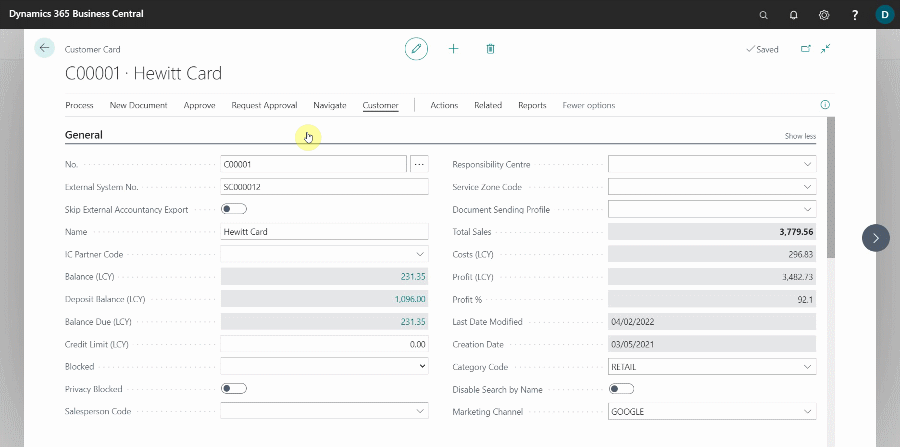 Dynamics 365 Business Central
?
D
Customer Card
Saved
C00001 · Hewitt Card
Process New Document Approve Request Approval Navigate Customer Actions Related Reports Fewer options
General
Show less
No. C00001 ...
External System No. SC000012
Skip External Accountancy Export
Name Hewitt Card
IC Partner Code
Balance (LCY) 231.35
Deposit Balance (LCY) 1,096.00
Balance Due (LCY) 231.35
Credit Limit (LCY) 0.00
Blocked
Privacy Blocked
Salesperson Code
Responsibility Centre
Service Zone Code
Document Sending Profile
Total Sales 3,779.56
Costs (LCY) 296.83
Profit (LCY) 3,482.73
Profit % 92.1
Last Date Modified 04/02/2022
Creation Date 03/05/2021
Category Code RETAIL
Disable Search by Name
Marketing Channel GOOGLE